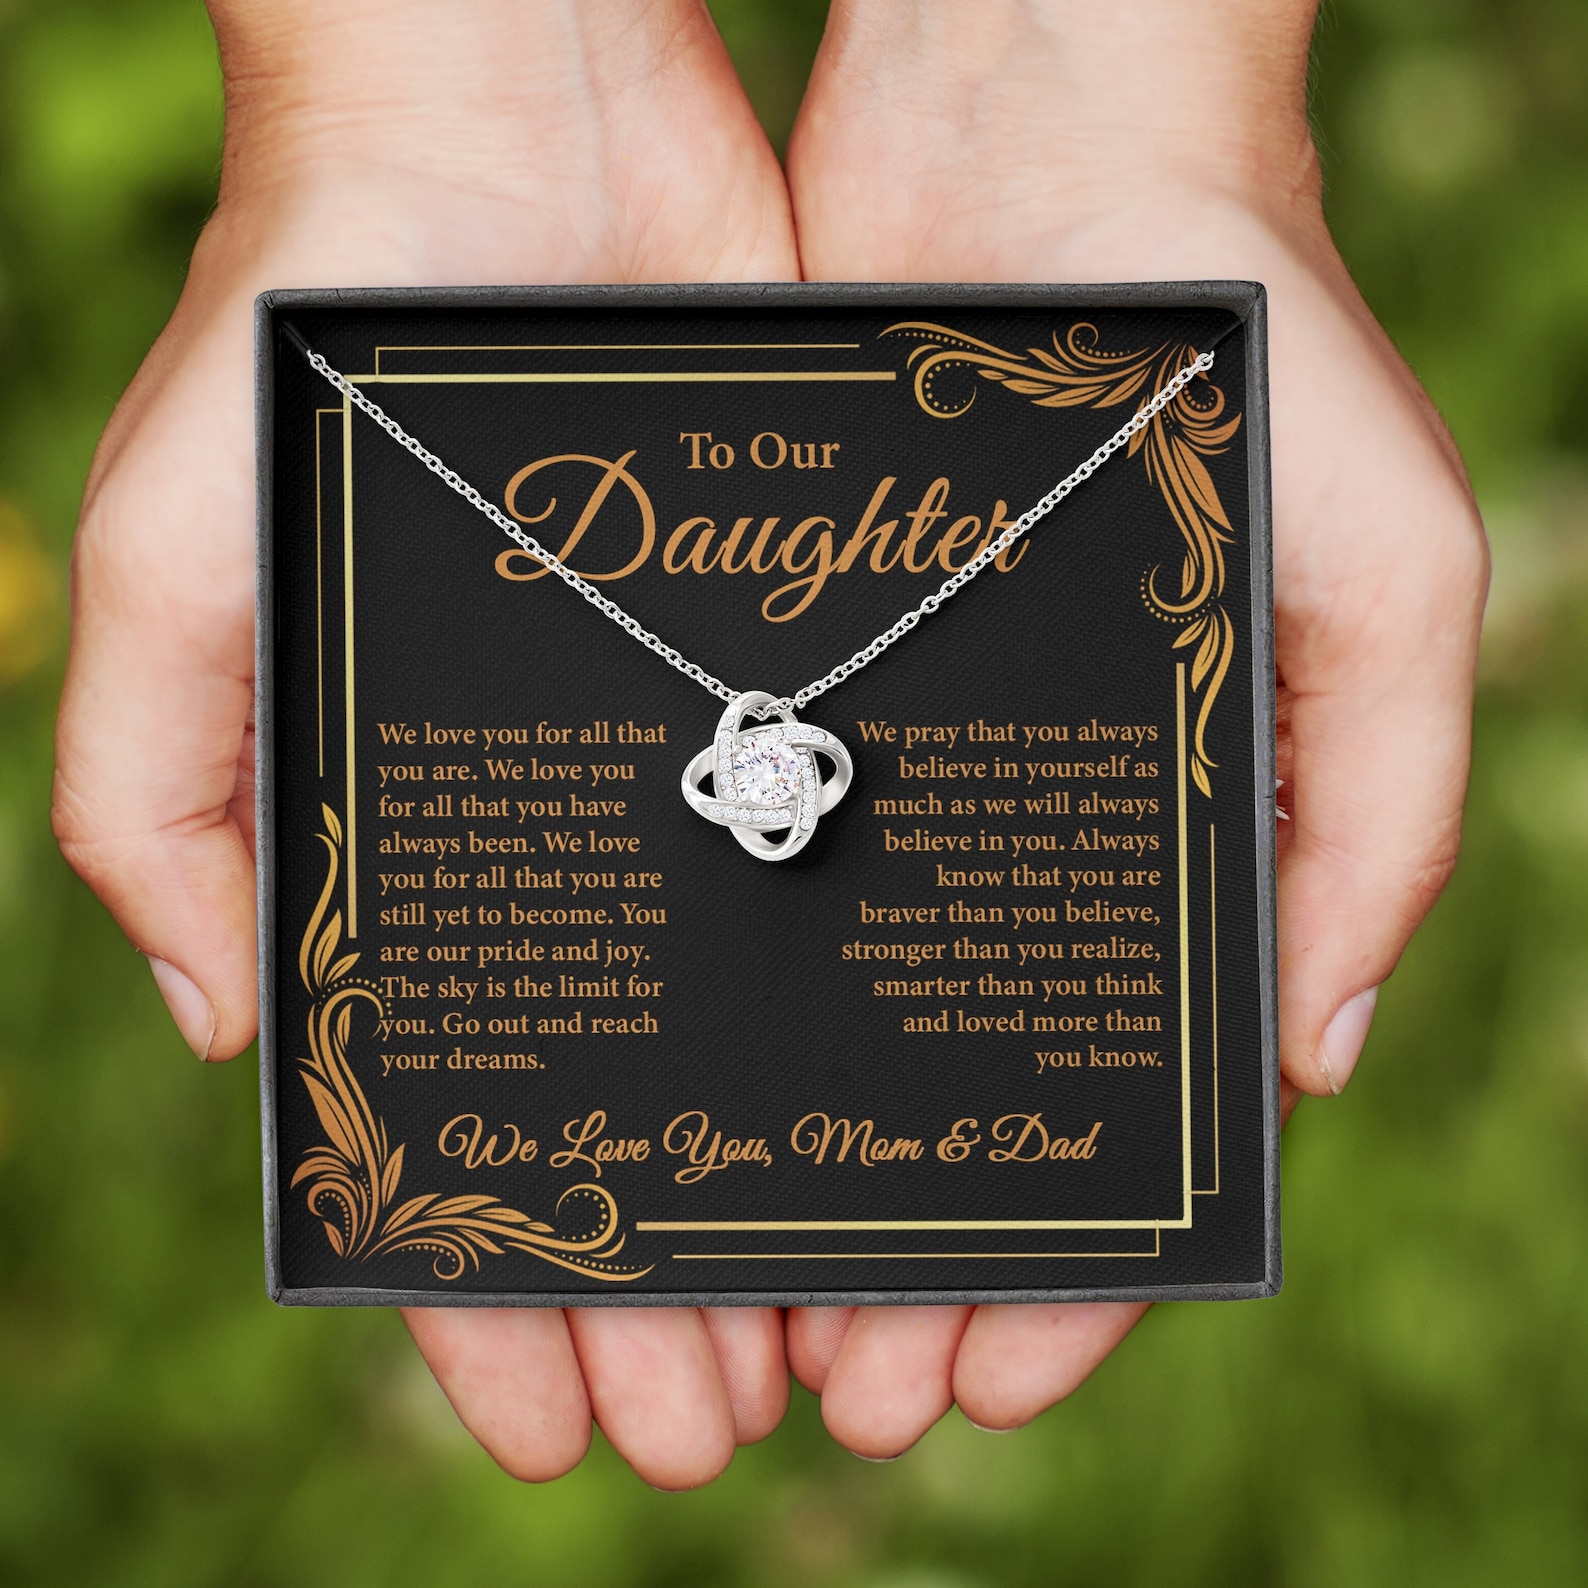 To Our
Daughter
We love you for all that
you are. We love you
for all that you have
always been. We love
you for all that you are
still yet to become. You
are our pride and joy.
The sky is the limit for
you. Go out and reach
your dreams.
We pray that you always
believe in yourself as
much as we will always
believe in you. Always
know that you are
braver than you believe,
stronger than you realize,
smarter than you think
and loved more than
you know.
We Love You, Mom & Dad